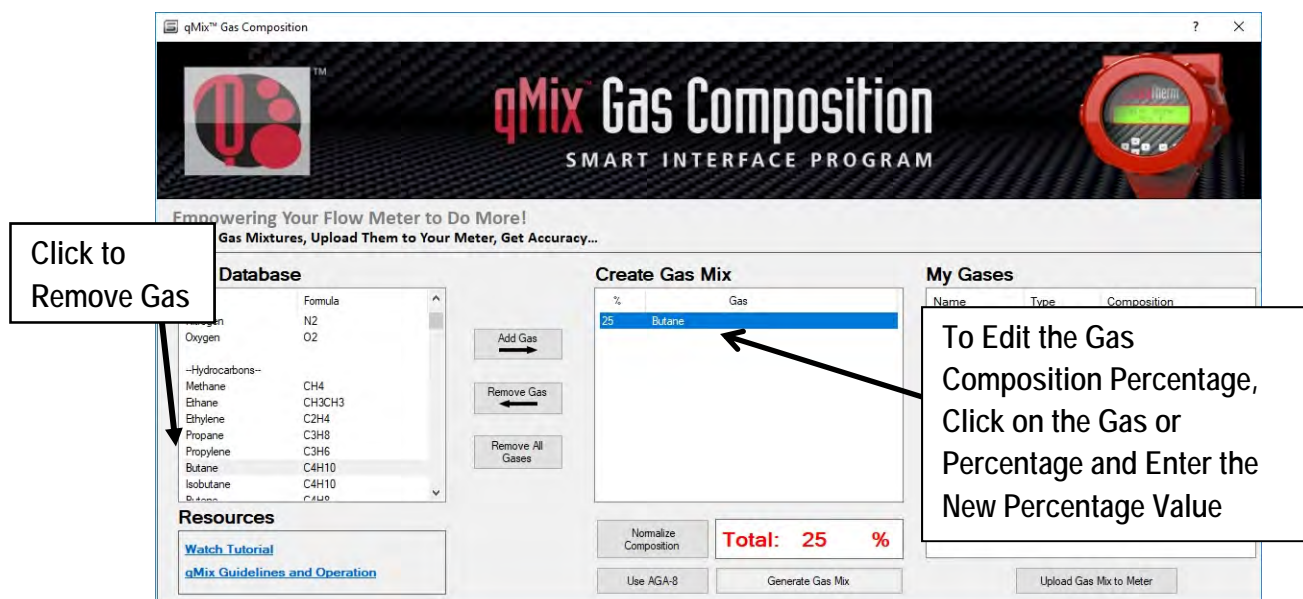 qMix™ Gas Composition
? ×
TM
qMix™ Gas Composition
SMART INTERFACE PROGRAM
Empowering Your Flow Meter to Do More!
Gas Mixtures, Upload Them to Your Meter, Get Accuracy...
Click to
Remove Gas
Database
Formula
N2
Oxygen O2
--Hydrocarbons--
Methane CH4
Ethane CH3CH3
Ethylene C2H4
Propane C3H8
Propylene C3H6
Butane C4H10
Isobutane C4H10
C4H8
Add Gas
Remove Gas
Remove All
Gases
Create Gas Mix
% Gas
25 Butane
My Gases
Name Type Composition
To Edit the Gas
Composition Percentage,
Click on the Gas or
Percentage and Enter the
New Percentage Value
Resources
Watch Tutorial
qMix Guidelines and Operation
Normalize
Composition
Total: 25 %
Use AGA-8
Generate Gas Mix
Upload Gas Mix to Meter